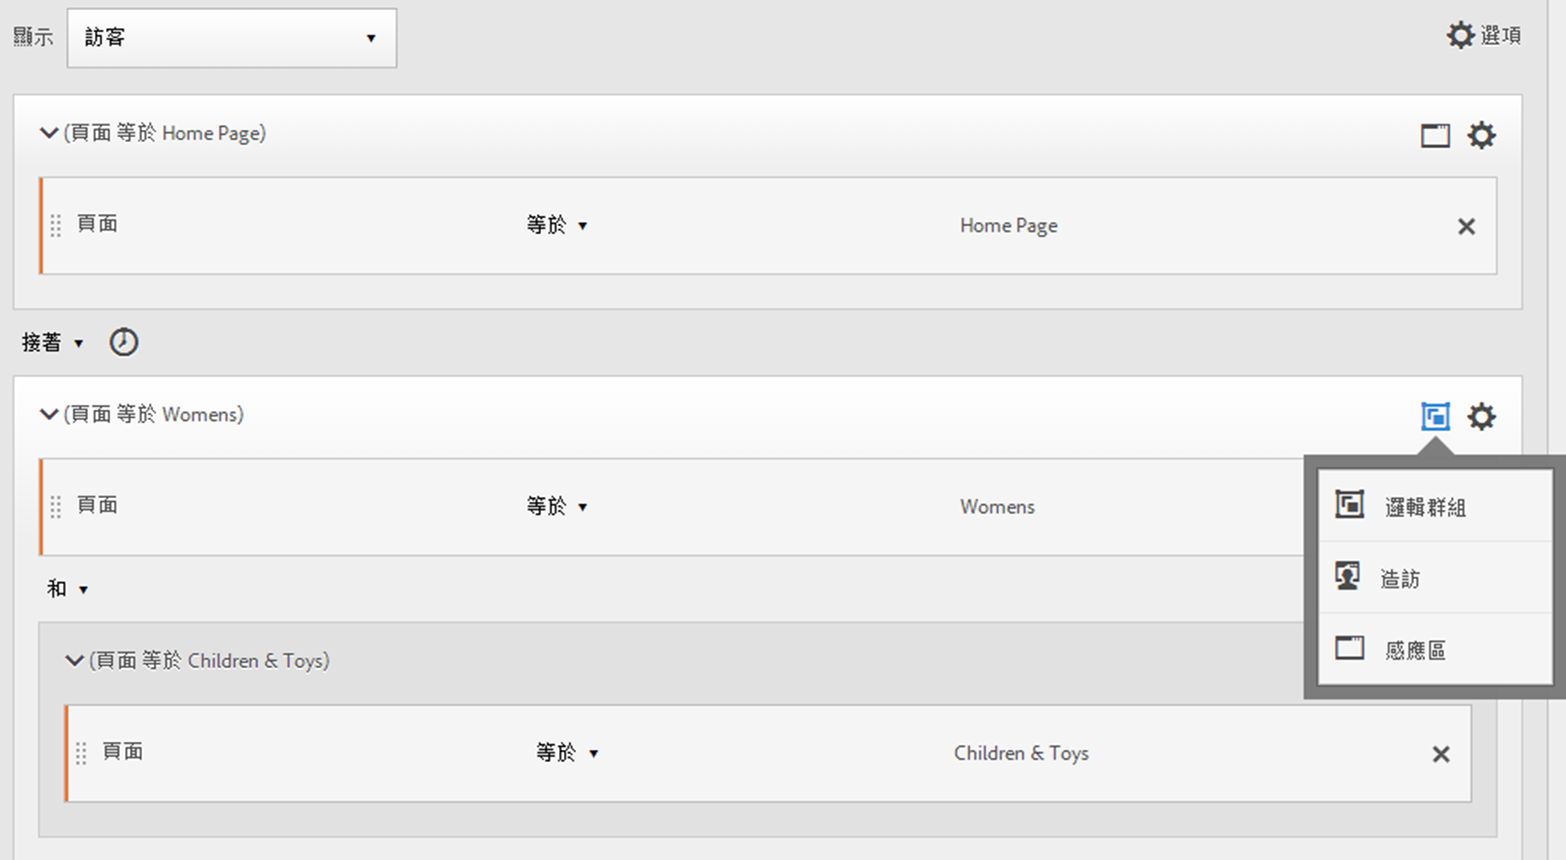 顯示 訪客 選項
(頁面 等於 Home Page)
頁面 等於 Home Page
接著
(頁面 等於 Womens)
頁面 等於 Womens
邏輯群組
造訪
和
感應區
(頁面 等於 Children & Toys)
頁面 等於 Children & Toys